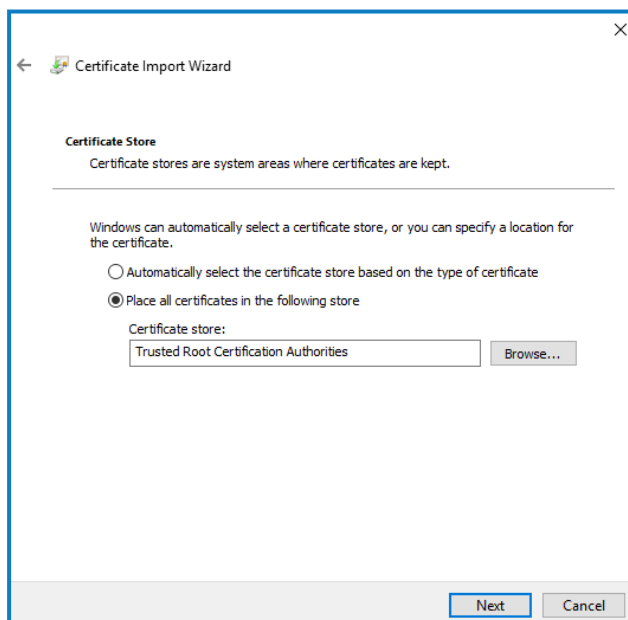 Certificate Import Wizard
Certificate Store
Certificate stores are system areas where certificates are kept.
Windows can automatically select a certificate store, or you can specify a location for
the certificate.
Automatically select the certificate store based on the type of certificate
Place all certificates in the following store
Certificate store:
Trusted Root Certification Authorities
Browse...
Next
Cancel